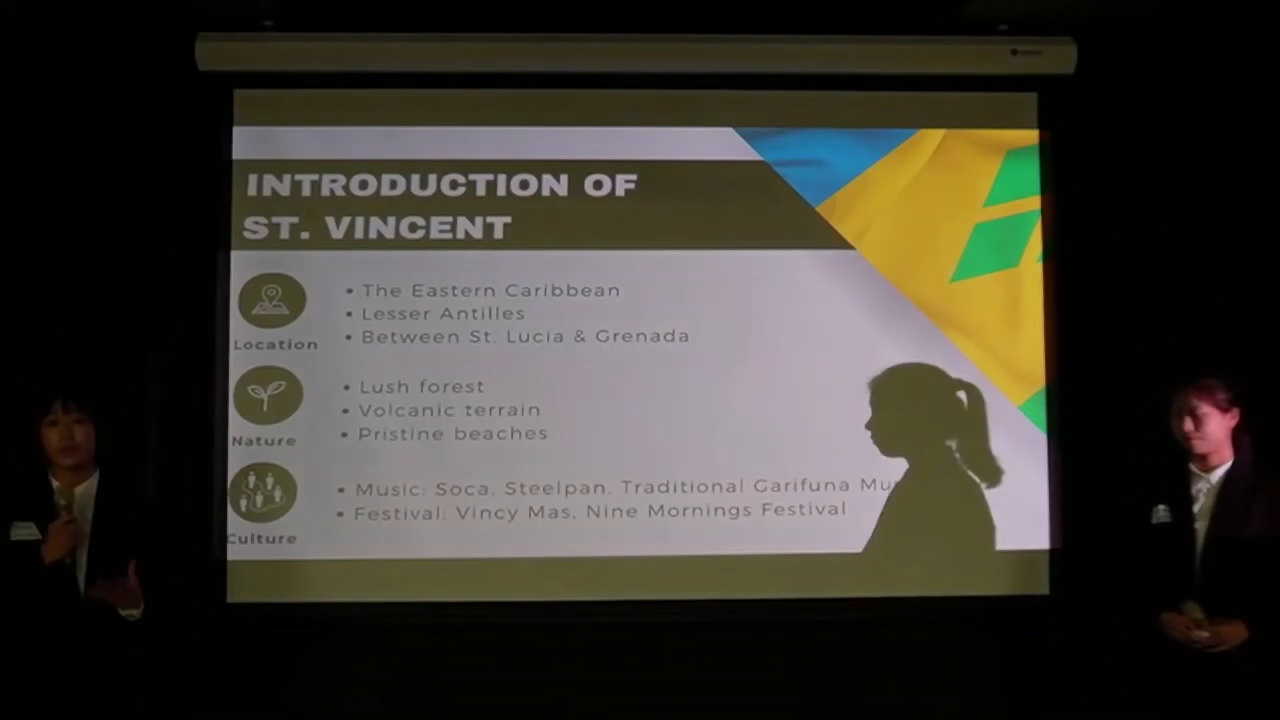 INTRODUCTION OF
ST. VINCENT
• The Eastern Caribbean
• Lesser Antilles
• Between St. Lucia & Grenada
Location
• Lush forest
• Volcanic terrain
• Pristine beaches
Nature
• Music: Soca, Steelpan, Traditional Garifuna
• Festival: Vincy Mas, Nine Mornings Festival
Culture